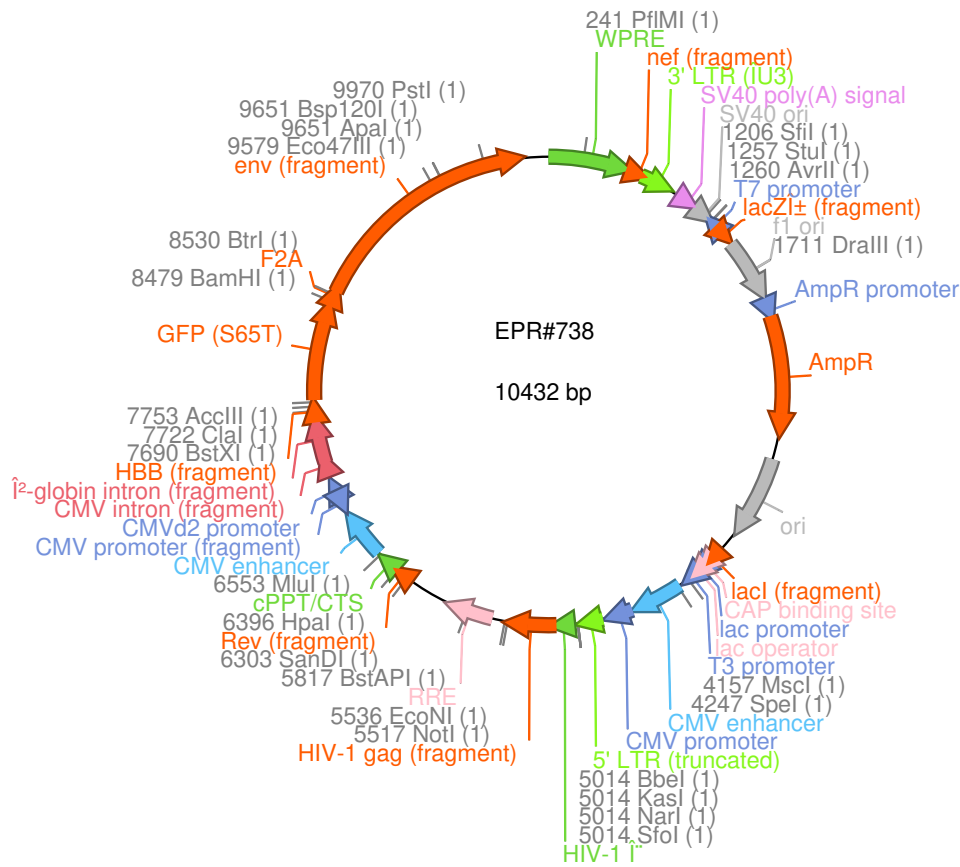 241 PflMI (1)
WPRE
nef (fragment)
3' LTR (ÎU3)
SV40 poly(A) signal
SV40 ori
1206 SfiI (1)
1257 StuI (1)
1260 AvrII (1)
T7 promoter
lacZÎ± (fragment)
f1 ori
1711 DraIII (1)
AmpR promoter
AmpR
ori
lacI (fragment)
CAP binding site
lac promoter
lac operator
T3 promoter
4157 MscI (1)
4247 SpeI (1)
CMV enhancer
CMV promoter
5' LTR (truncated)
5014 BbeI (1)
5014 KasI (1)
5014 NarI (1)
5014 SfoI (1)
HIV-1 Î¨
HIV-1 gag (fragment)
5517 NotI (1)
5536 EcoNI (1)
RRE
5817 BstAPI (1)
6303 SanDI (1)
Rev (fragment)
6396 HpaI (1)
cPPT/CTS
6553 MluI (1)
CMV enhancer
CMV promoter (fragment)
CMVd2 promoter
CMV intron (fragment)
Î²-globin intron (fragment)
HBB (fragment)
7690 BstXI (1)
7722 ClaI (1)
7753 AccIII (1)
GFP (S65T)
8479 BamHI (1)
F2A
8530 BtrI (1)
env (fragment)
9579 Eco47III (1)
9651 ApaI (1)
9651 Bsp120I (1)
9970 PstI (1)
EPR#738
10432 bp